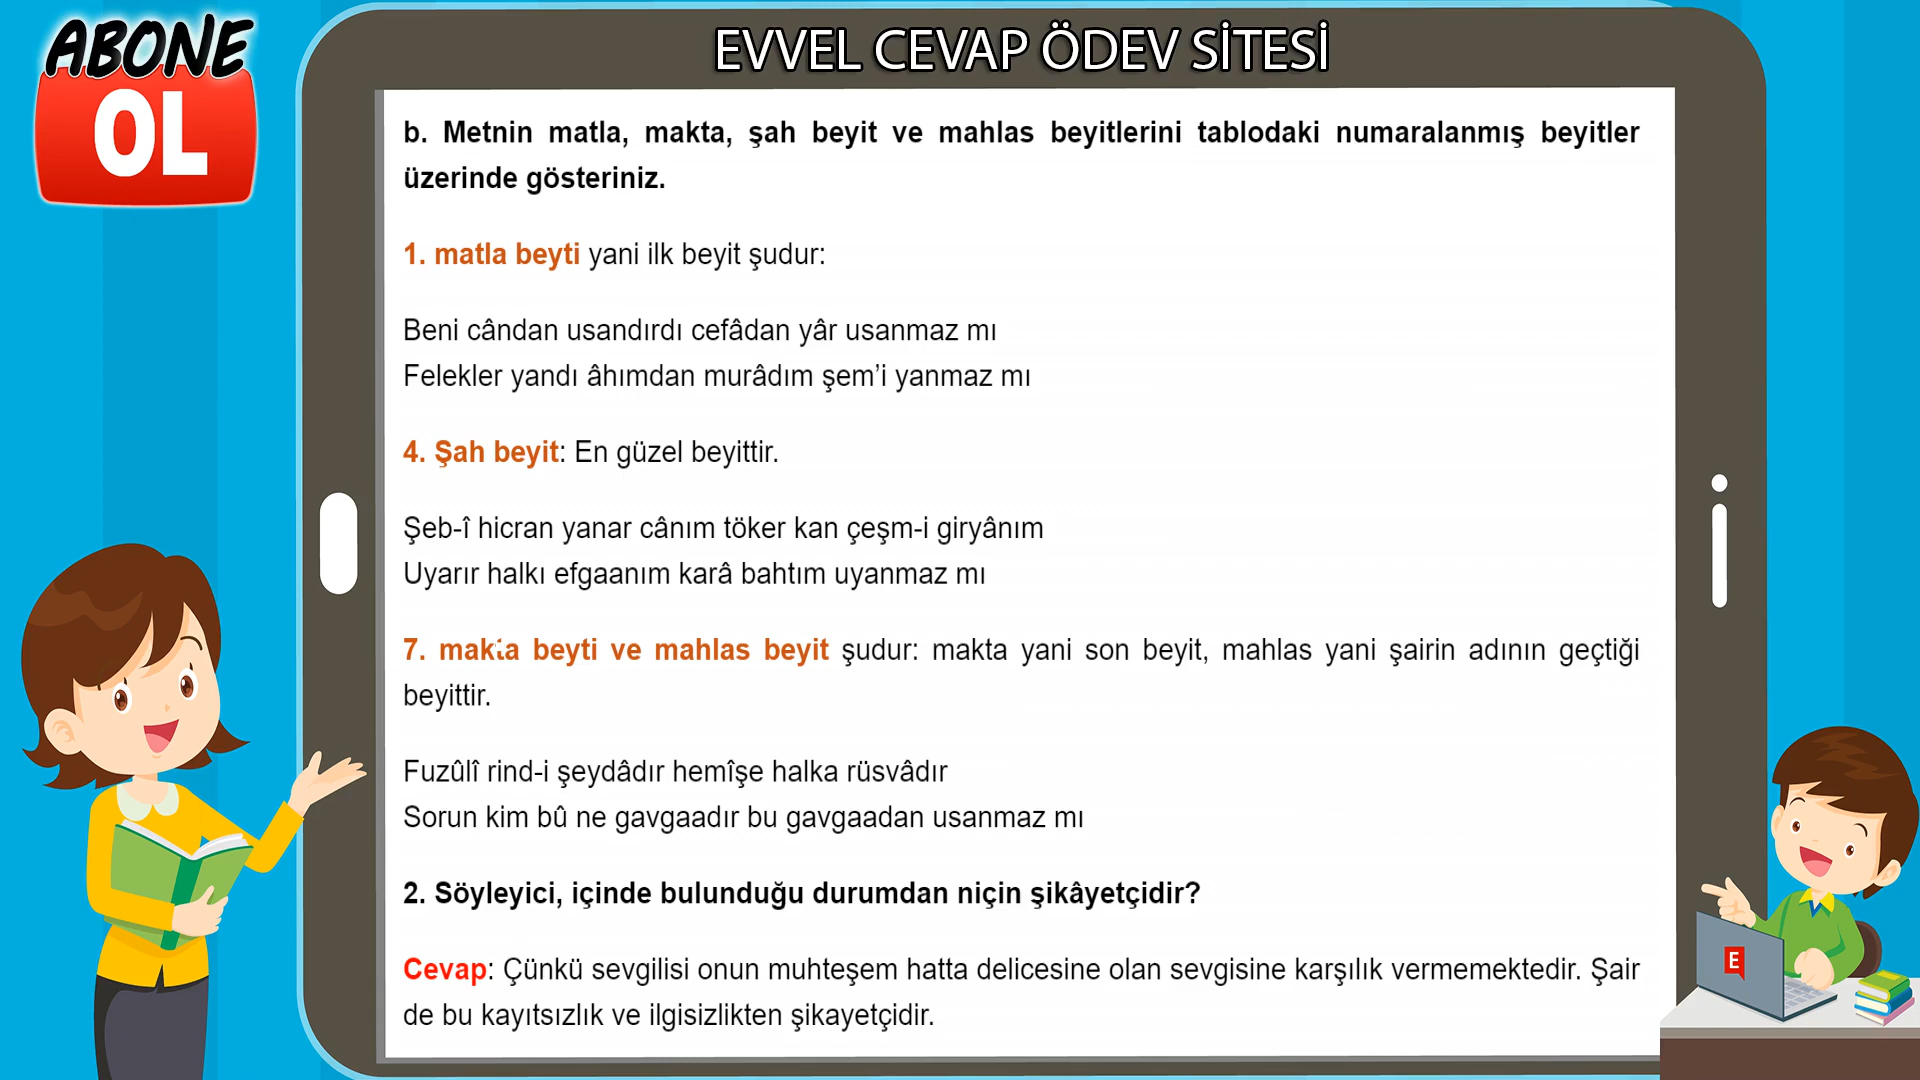 ABONE
OL
EVVEL CEVAP ÖDEV SİTESİ
b. Metnin matla, makta, şah beyit ve mahlas beyitlerini tablodaki numaralanmış beyitler
üzerinde gösteriniz.
1. matla beyti yani ilk beyit şudur:
Beni cândan usandırdı cefâdan yâr usanmaz mı
Felekler yandı âhımdan murâdım şem’i yanmaz mı
4. Şah beyit: En güzel beyittir.
Şeb-î hicran yanar cânım töker kan çeşm-i giryânım
Uyarır halkı efgaanım karâ bahtım uyanmaz mı
7. makta beyti ve mahlas beyit şudur: makta yani son beyit, mahlas yani şairin adının geçtiği
beyittir.
Fuzûlî rind-i şeydâdır hemîşe halka rüsvâdır
Sorun kim bû ne gavgaadır bu gavgaadan usanmaz mı
2. Söyleyici, içinde bulunduğu durumdan niçin şikâyetçidir?
Cevap: Çünkü sevgilisi onun muhteşem hatta delicesine olan sevgisine karşılık vermemektedir. Şair
de bu kayıtsızlık ve ilgisizlikten şikayetçidir.
E